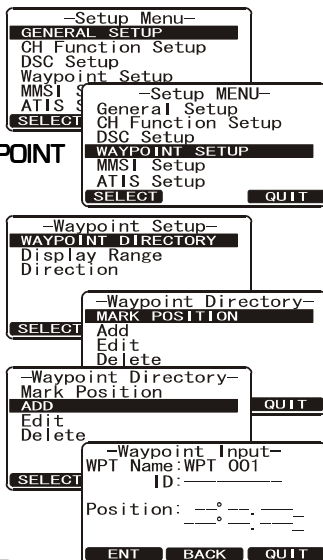 -Setup Menu-
GENERAL SETUP
CH Function Setup
DSC Setup
Waypoint Setup
MMSI S
ATIS S
SELECT
POINT
-Setup MENU-
General Setup
CH Function Setup
DSC Setup
WAYPOINT SETUP
MMSI Setup
ATIS Setup
SELECT QUIT
-Waypoint Setup-
WAYPOINT DIRECTORY
Display Range
Direction
SELECT
-Waypoint Directory-
MARK POSITION
Add
Edit
Delete
QUIT
-Waypoint Directory-
Mark Position
ADD
Edit
Delete
SELECT
-Waypoint Input-
WPT Name:WPT 001
ID:---------
Position: --°--.---_
---°--.---_
ENT BACK QUIT